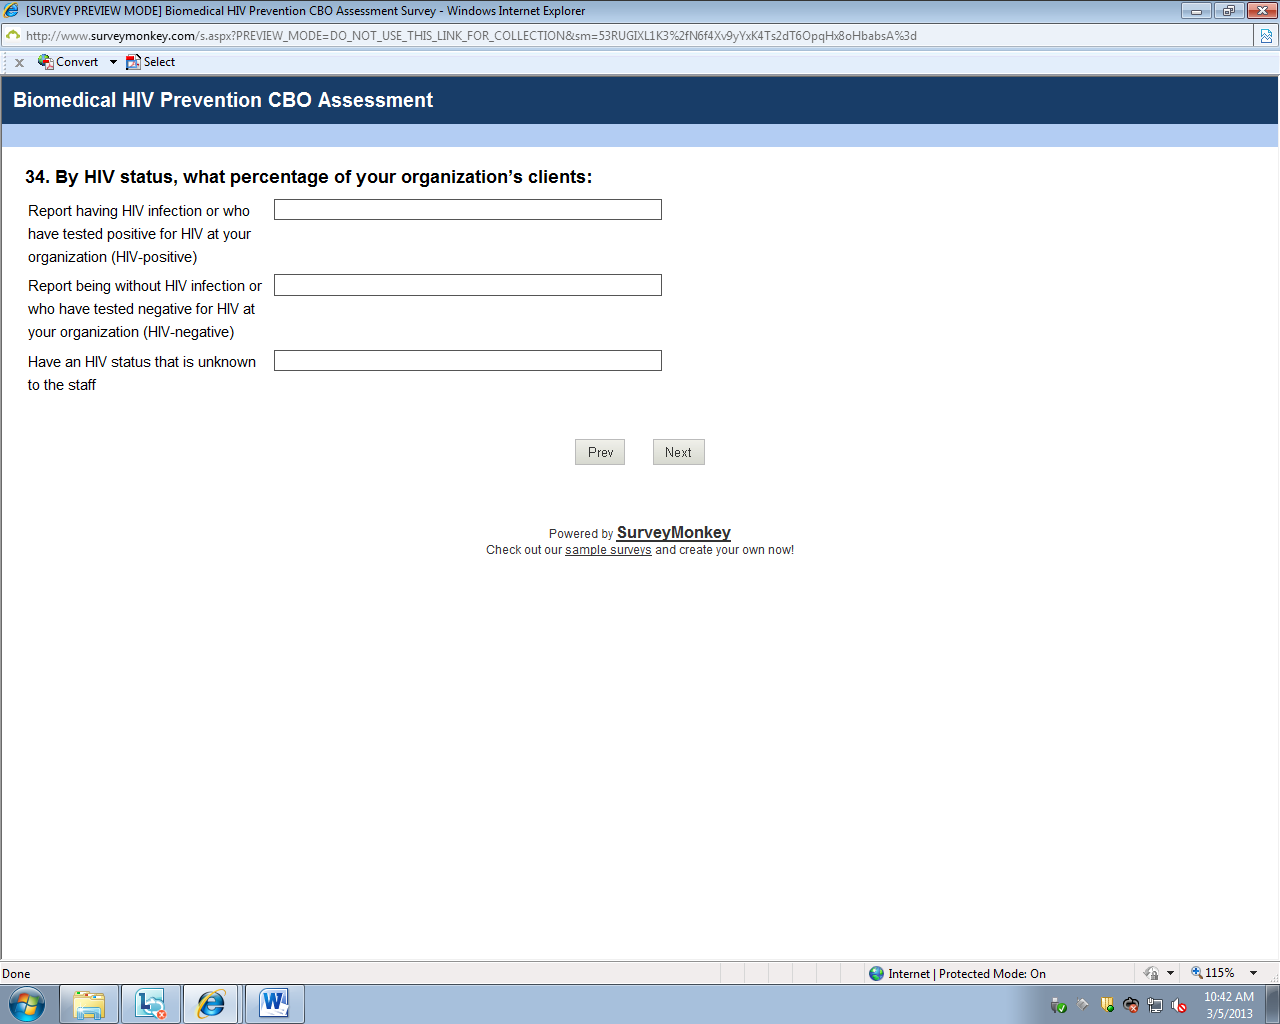 [SURVEY PREVIEW MODE] Biomedical HIV Prevention CBO Assessment Survey - Windows Internet Explorer
http://www.surveymonkey.com/s.aspx?PREVIEW_MODE=DO_NOT_USE_THIS_LINK_FOR_COLLECTION&sm=53RUGIXL1K3%2fN6f4Xv9yYxK4Ts2dT6OpqHx8oHbabsA%3d
x Convert Select
Biomedical HIV Prevention CBO Assessment
34. By HIV status, what percentage of your organization’s clients:
Report having HIV infection or who
have tested positive for HIV at your
organization (HIV-positive)
Report being without HIV infection or
who have tested negative for HIV at
your organization (HIV-negative)
Have an HIV status that is unknown
to the staff
Prev Next
Powered by SurveyMonkey
Check out our sample surveys and create your own now!
Done Internet | Protected Mode: On 115%
10:42 AM
3/5/2013